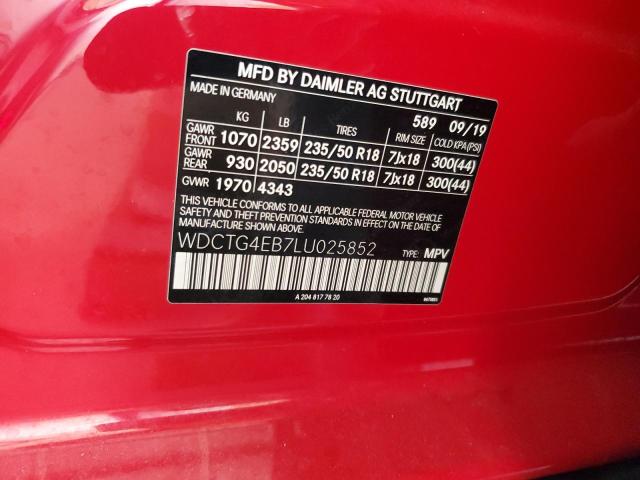 MFD BY DAIMLER AG STUTTGART
MADE IN GERMANY 589 09/19
KG LB TIRES RIM SIZE COLD KPA(PSI)
GAWR FRONT 1070 2359 235/50 R18 7Jx18 300(44)
GAWR REAR 930 2050 235/50 R18 7Jx18 300(44)
GVWR 1970 4343
THIS VEHICLE CONFORMS TO ALL APPLICABLE FEDERAL MOTOR VEHICLE
SAFETY AND THEFT PREVENTION STANDARDS IN EFFECT ON THE DATE
OF MANUFACTURE SHOWN ABOVE.
WDCTG4EB7LU025852 TYPE: MPV
A 204 817 78 20